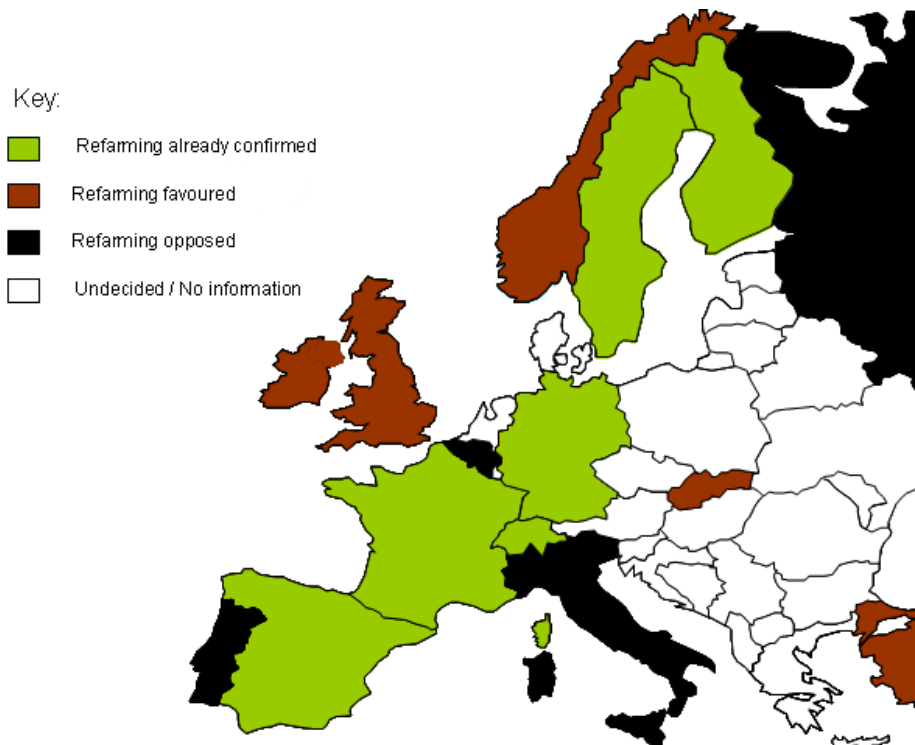 Key:
Refarming already confirmed
Refarming favoured
Refarming opposed
Undecided / No information